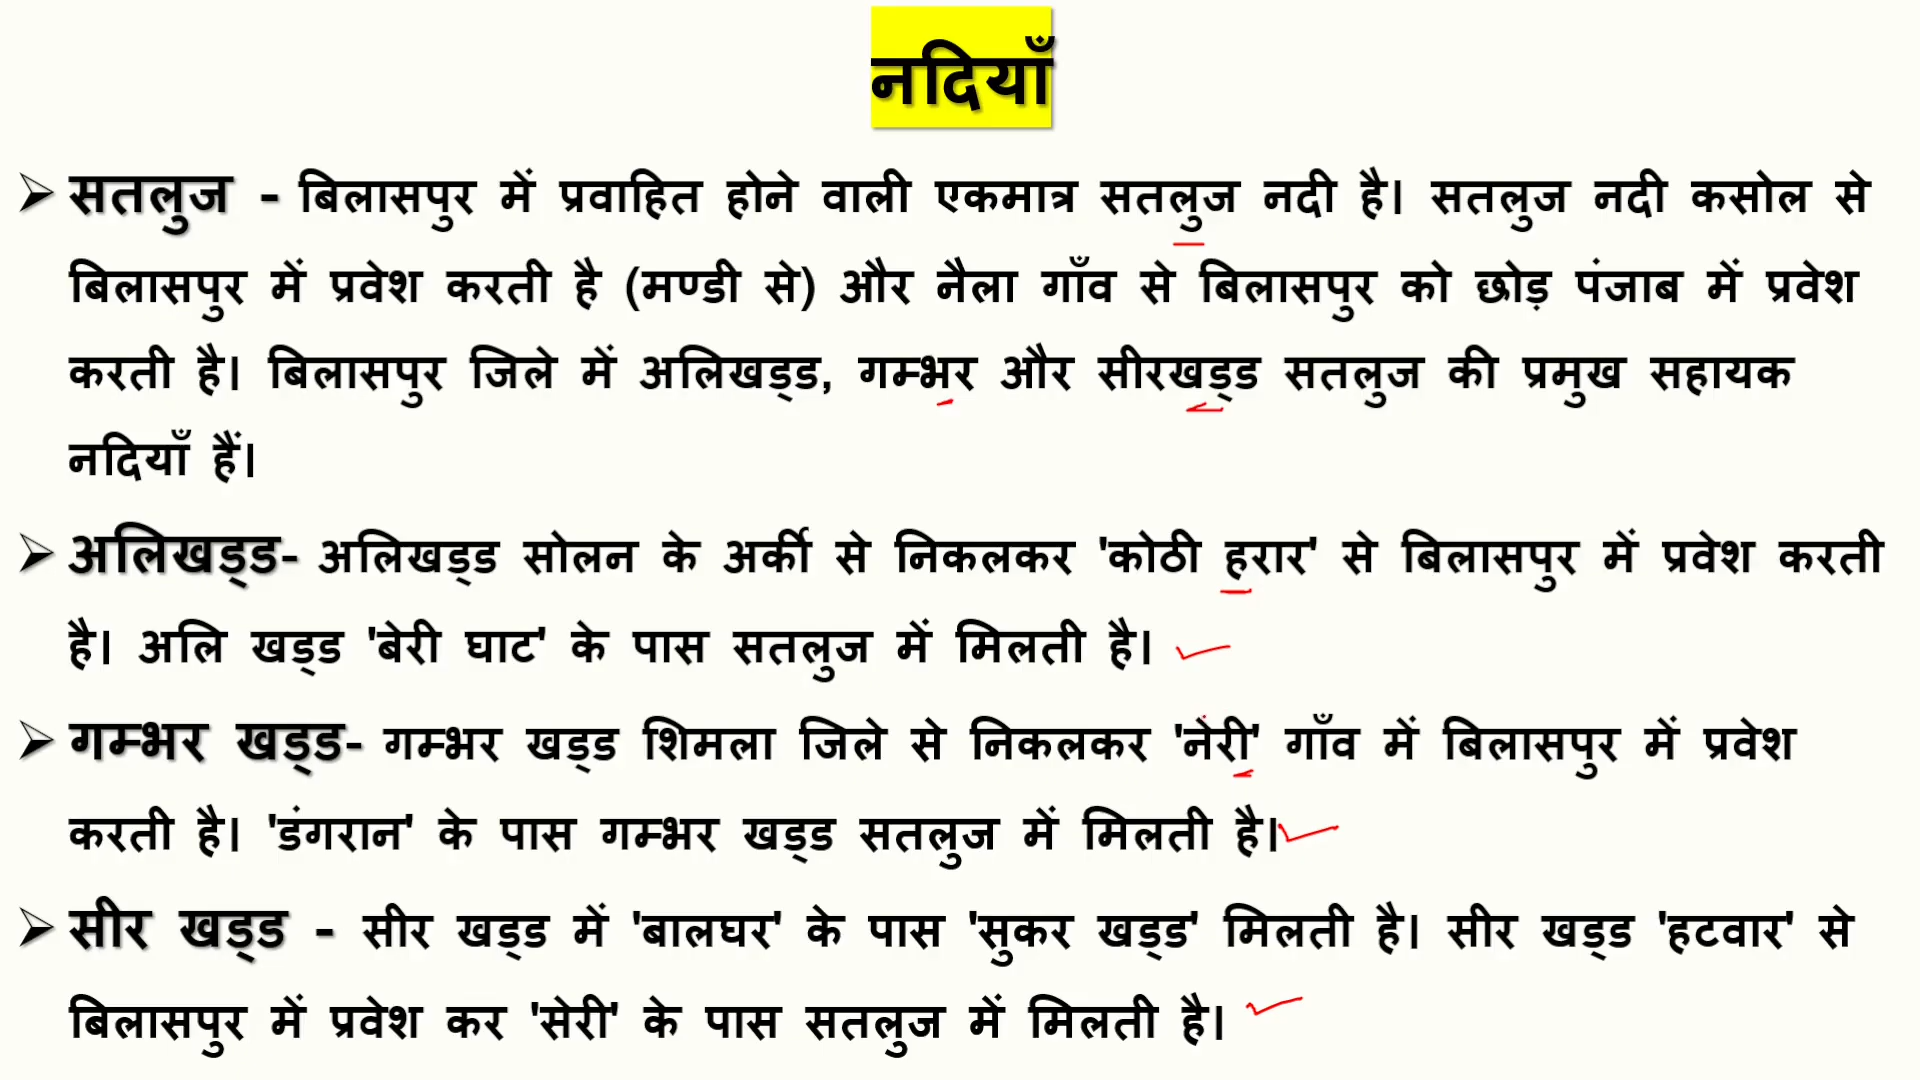 नदियाँ
➢ सतलुज - बिलासपुर में प्रवाहित होने वाली एकमात्र सतलुज नदी है। सतलुज नदी कसोल से
बिलासपुर में प्रवेश करती है (मण्डी से) और नैला गाँव से बिलासपुर को छोड़ पंजाब में प्रवेश
करती है। बिलासपुर जिले में अलिखड्ड, गम्भर और सीरखड्ड सतलुज की प्रमुख सहायक
नदियाँ हैं।
➢ अलिखड्ड- अलिखड्ड सोलन के अर्की से निकलकर 'कोठी हरार' से बिलासपुर में प्रवेश करती
है। अलि खड्ड 'बेरी घाट' के पास सतलुज में मिलती है।
➢ गम्भर खड्ड- गम्भर खड्ड शिमला जिले से निकलकर 'नेरी' गाँव में बिलासपुर में प्रवेश
करती है। 'डंगरान' के पास गम्भर खड्ड सतलुज में मिलती है।
➢ सीर खड्ड - सीर खड्ड में 'बालघर' के पास 'सुकर खड्ड' मिलती है। सीर खड्ड 'हटवार' से
बिलासपुर में प्रवेश कर 'सेरी' के पास सतलुज में मिलती है।